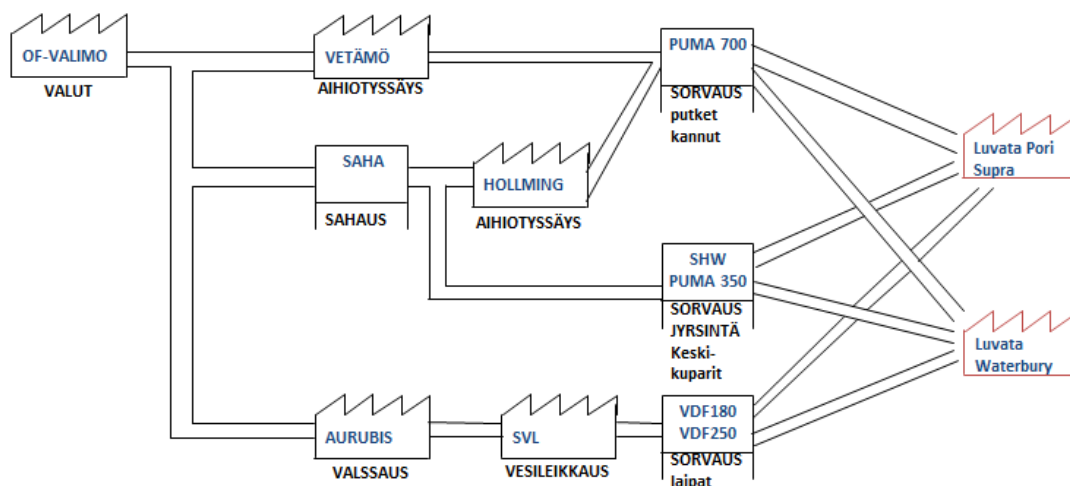 OF-VALIMO
VALUT
VETÄMÖ
AIHIOTYSSÄYS
PUMA 700
SORVAUS
putket
kannut
SAHA
SAHAUS
HOLLMING
AIHIOTYSSÄYS
Luvata Pori
Supra
SHW
PUMA 350
SORVAUS
JYRSINTÄ
Keski-
kuparit
Luvata
Waterbury
AURUBIS
VALSSAUS
SVL
VESILEIKKAUS
VDF180
VDF250
SORVAUS
laipat